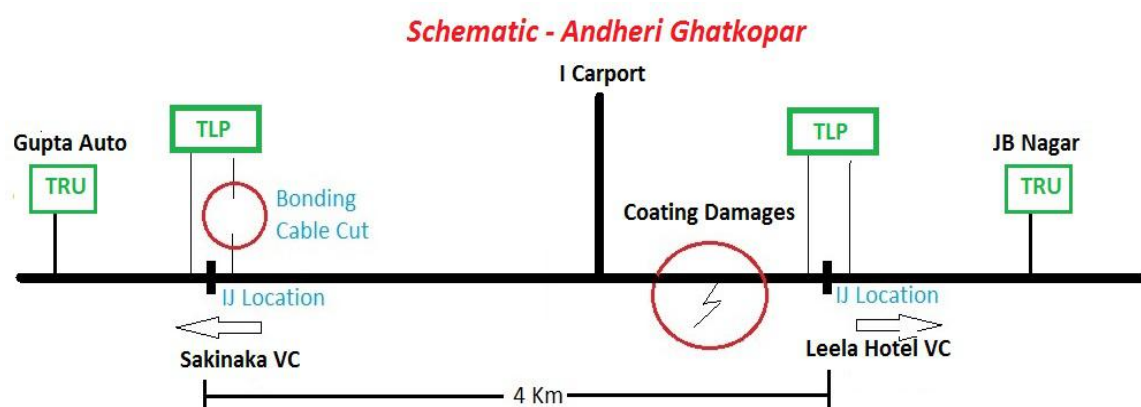 Schematic - Andheri Ghatkopar
I Carport
TLP
TLP
Gupta Auto
JB Nagar
TRU
TRU
Bonding
Cable Cut
Coating Damages
IJ Location
IJ Location
Sakinaka VC
Leela Hotel VC
4 Km